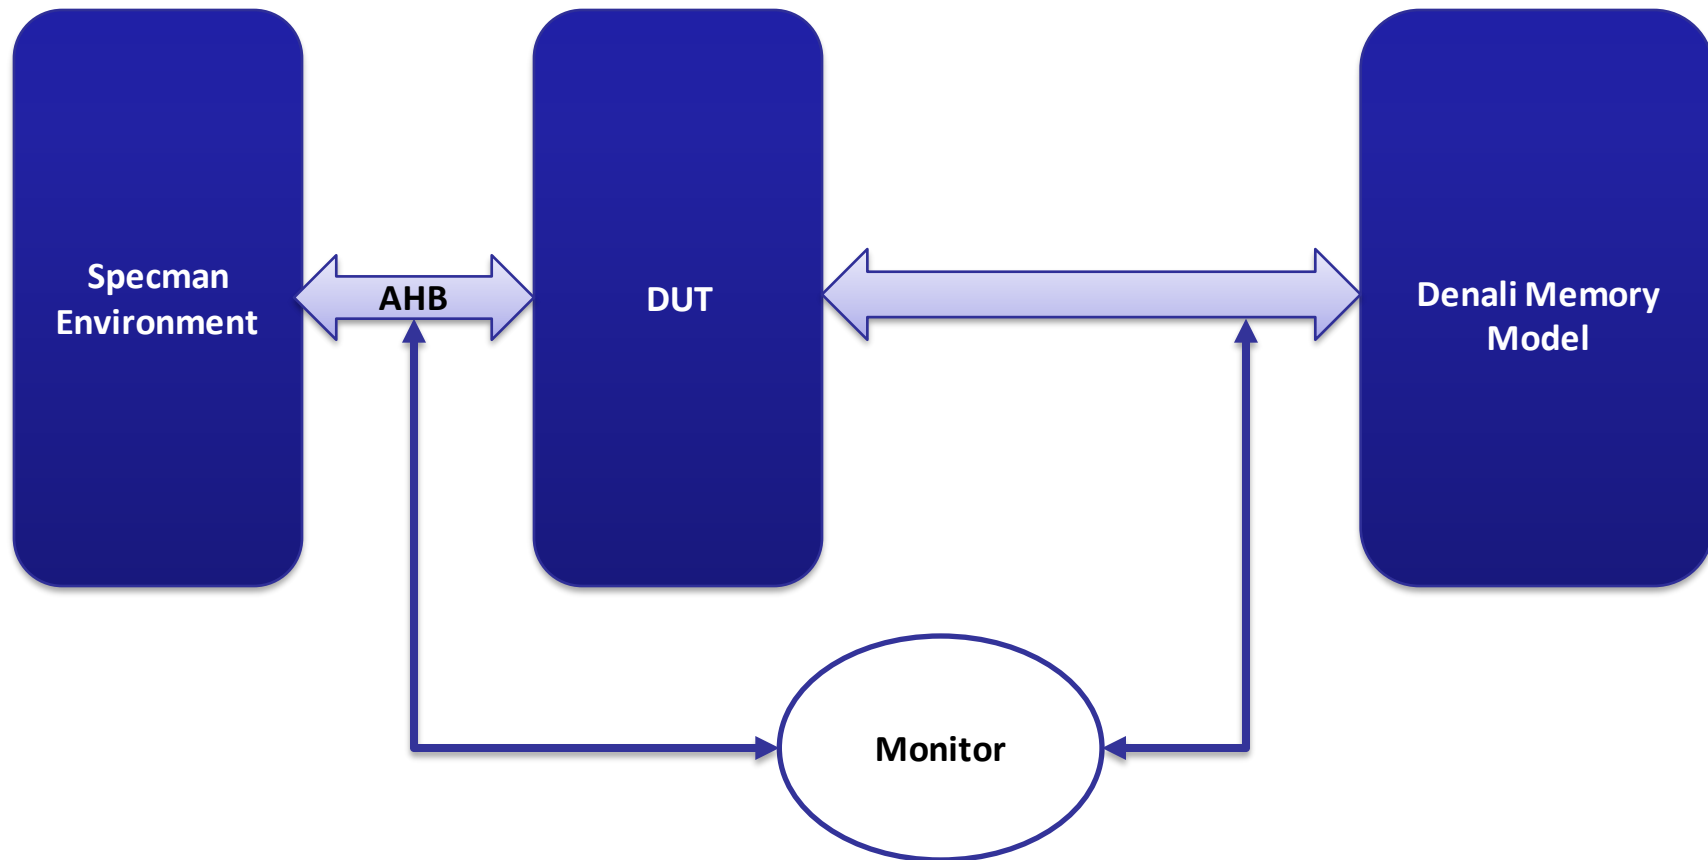 Specman
Environment
AHB
DUT
Denali Memory
Model
Monitor